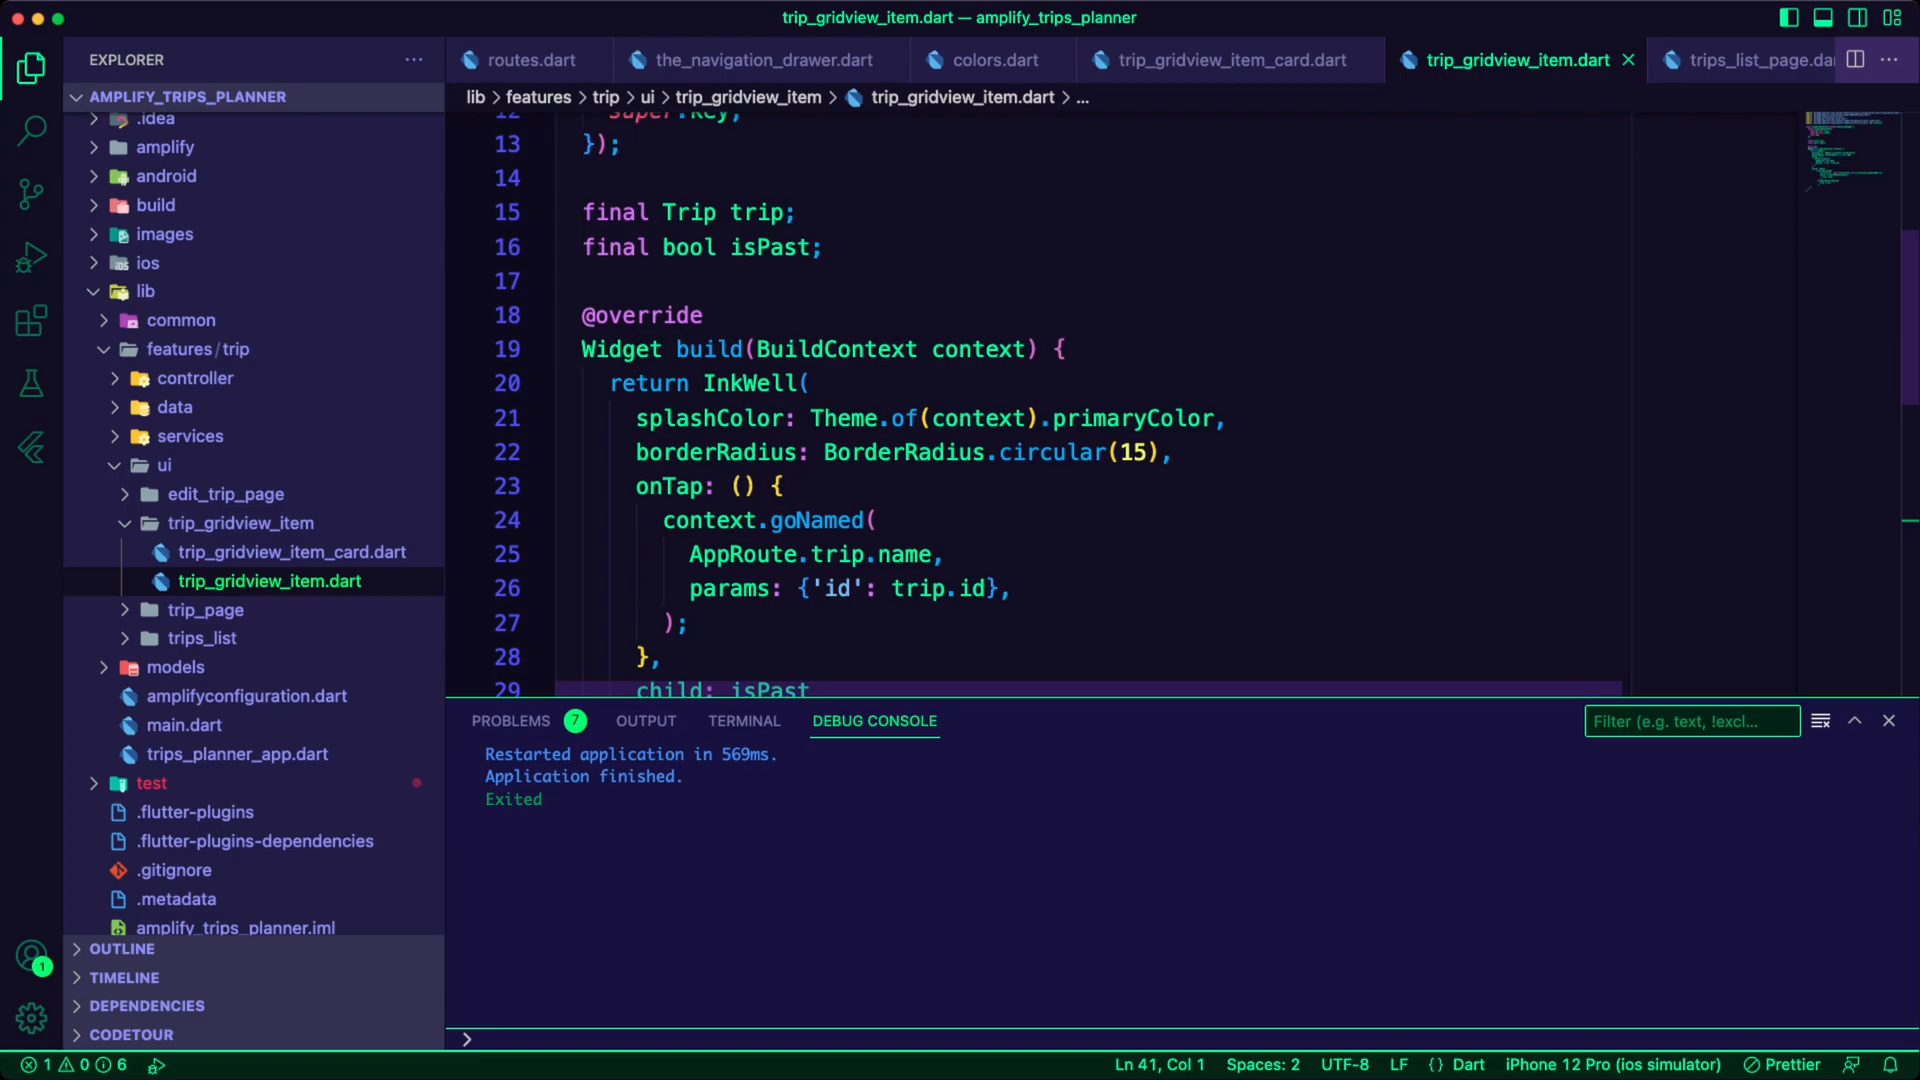 trip_gridview_item.dart — amplify_trips_planner
EXPLORER
routes.dart
the_navigation_drawer.dart
colors.dart
trip_gridview_item_card.dart
trip_gridview_item.dart
trips_list_page.da
AMPLIFY_TRIPS_PLANNER
lib > features > trip > ui > trip_gridview_item > trip_gridview_item.dart > ...
.idea
amplify
android
build
images
ios
lib
common
features/trip
controller
data
services
ui
edit_trip_page
trip_gridview_item
trip_gridview_item_card.dart
trip_gridview_item.dart
trip_page
trips_list
models
amplifyconfiguration.dart
main.dart
trips_planner_app.dart
test
.flutter-plugins
.flutter-plugins-dependencies
.gitignore
.metadata
amplify_trips_planner.iml
OUTLINE
TIMELINE
DEPENDENCIES
CODETOUR
12 super.key,
13 });
14
15 final Trip trip;
16 final bool isPast;
17
18 @override
19 Widget build(BuildContext context) {
20 return InkWell(
21 splashColor: Theme.of(context).primaryColor,
22 borderRadius: BorderRadius.circular(15),
23 onTap: () {
24 context.goNamed(
25 AppRoute.trip.name,
26 params: {'id': trip.id},
27 );
28 },
29 child: isPast
PROBLEMS 7 OUTPUT TERMINAL DEBUG CONSOLE
Filter (e.g. text, !excl...
Restarted application in 569ms.
Application finished.
Exited
1
1 0 6
Ln 41, Col 1 Spaces: 2 UTF-8 LF {} Dart iPhone 12 Pro (ios simulator) Prettier